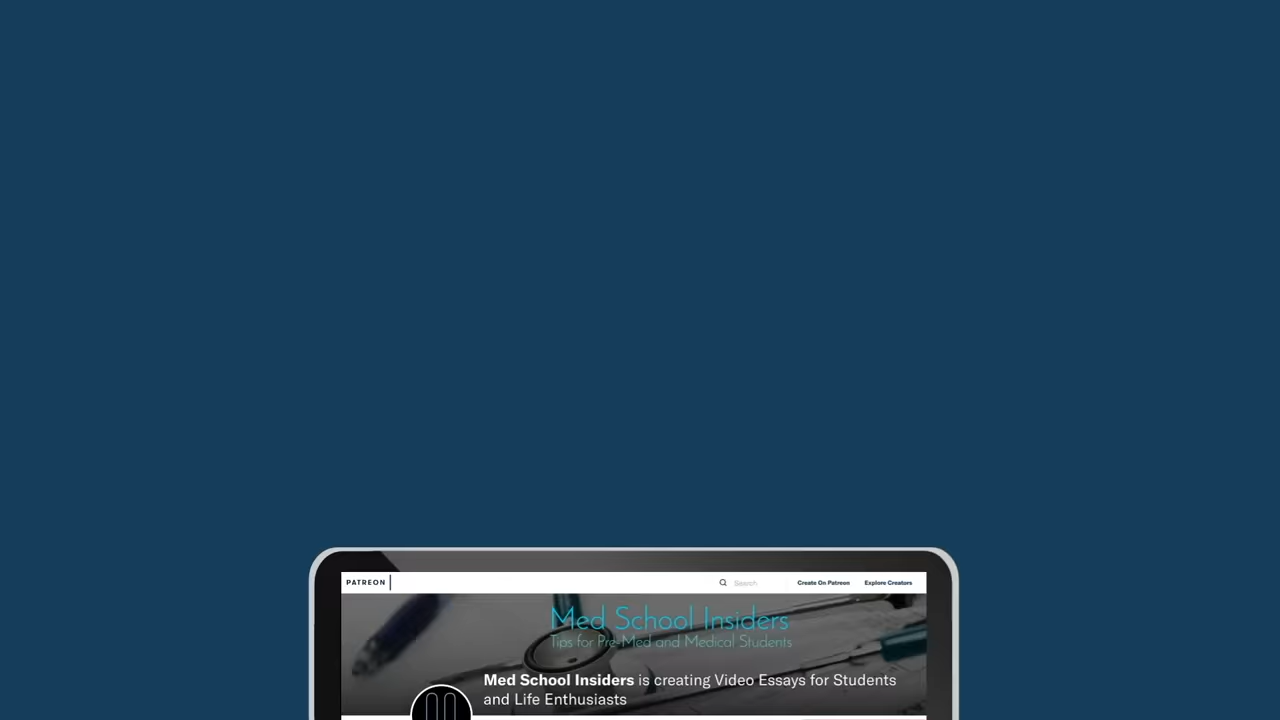 PATREON
Search
Create On Patreon
Explore Creators
Med School Insiders
Tips for Pre-Med and Medical Students
Med School Insiders is creating Video Essays for Students
and Life Enthusiasts